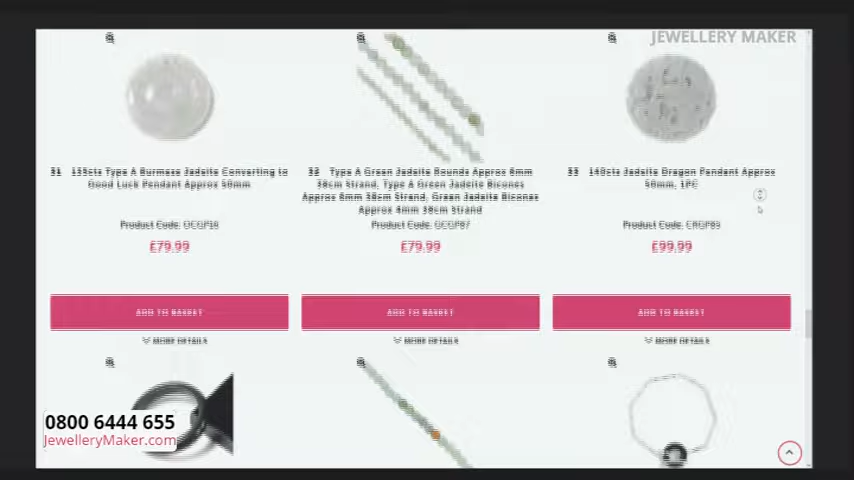 JEWELLERY MAKER
31 135cts Type A Burmese Jadeite Converting to
Good Luck Pendant Approx 50mm
Product Code:
£79.99
ADD TO BASKET
MORE DETAILS
32 Type A Green Jadeite Rounds Approx 8mm
38cm Strand, Type A Green Jadeite Bicones
Approx 6mm 38cm Strand, Green Jadeite Bicones
Approx 4mm 38cm Strand
Product Code:
£79.99
ADD TO BASKET
MORE DETAILS
33 140cts Jadeite Dragon Pendant Approx
50mm, 1PC
Product Code:
£99.99
ADD TO BASKET
MORE DETAILS
0800 6444 655
JewelleryMaker.com